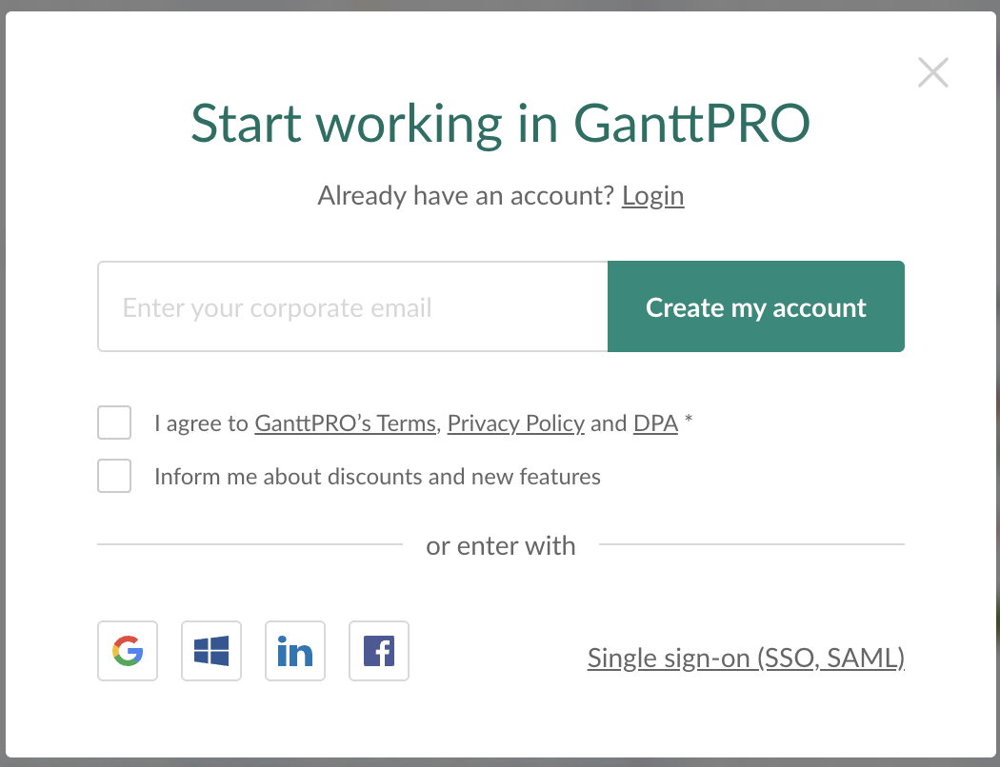 Start working in GanttPRO
Already have an account? Login
Enter your corporate email
Create my account
I agree to GanttPRO’s Terms, Privacy Policy and DPA *
Inform me about discounts and new features
or enter with
in
Single sign-on (SSO, SAML)